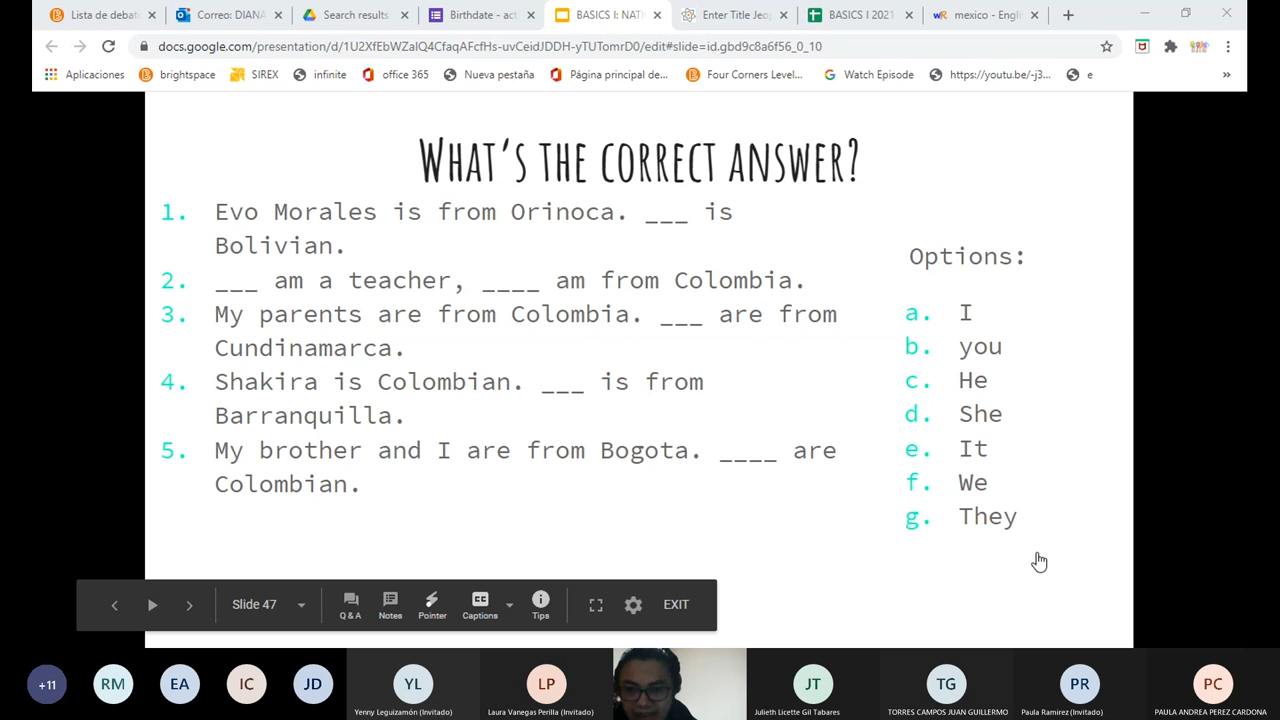 Lista de debate
Correo: DIANA
Search results
Birthdate - act
BASICS I: NATI
Enter Title Jeop
BASICS I 2021
mexico - Englis
docs.google.com/presentation/d/1U2XfEbWZaIQ4CfaqAFcfHs-uvCeidJDDH-yTUTomrD0/edit#slide=id.gbd9c8a6f56_0_10
Aplicaciones
brightspace
SIREX
infinite
office 365
Nueva pestaña
Página principal de...
Four Corners Level...
Watch Episode
https://youtu.be/-j3...
e
What's the correct answer?
1. Evo Morales is from Orinoca. ___ is
Bolivian.
2. ___ am a teacher, ____ am from Colombia.
3. My parents are from Colombia. ___ are from
Cundinamarca.
4. Shakira is Colombian. ___ is from
Barranquilla.
5. My brother and I are from Bogota. ____ are
Colombian.
Options:
a. I
b. you
c. He
d. She
e. It
f. We
g. They
Slide 47
Q & A
Notes
Pointer
CC
Captions
Tips
EXIT
+11
RM
EA
IC
JD
YL
Yenny Leguizamón (Invitado)
LP
Laura Vanegas Perilla (Invitado)
JT
Julieth Licette Gil Tabares
TG
TORRES CAMPOS JUAN GUILLERMO
PR
Paula Ramirez (Invitado)
PC
PAULA ANDREA PEREZ CARDONA